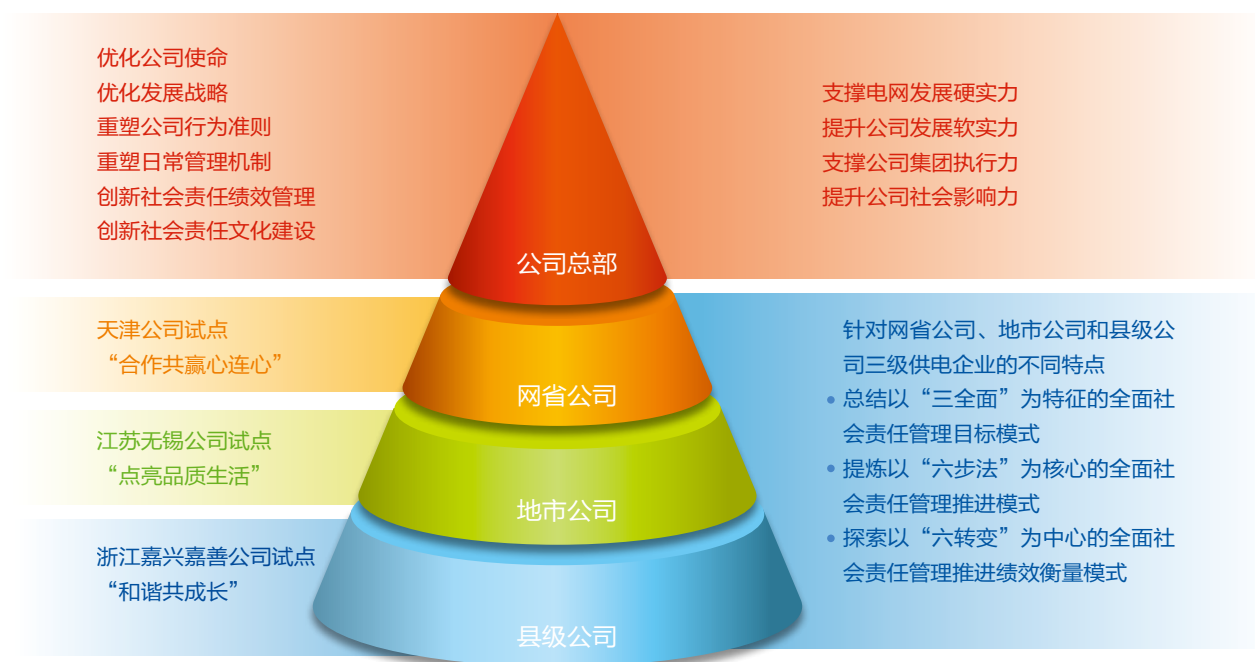 优化公司使命
优化发展战略
重塑公司行为准则
重塑日常管理机制
创新社会责任绩效管理
创新社会责任文化建设
支撑电网发展硬实力
提升公司发展软实力
支撑公司集团执行力
提升公司社会影响力
公司总部
天津公司试点
“合作共赢心连心”
网省公司
江苏无锡公司试点
“点亮品质生活”
地市公司
浙江嘉兴嘉善公司试点
“和谐共成长”
县级公司
针对网省公司、地市公司和县级公
司三级供电企业的不同特点
• 总结以“三全面”为特征的全面社
会责任管理目标模式
• 提炼以“六步法”为核心的全面社
会责任管理推进模式
• 探索以“六转变”为中心的全面社
会责任管理推进绩效衡量模式